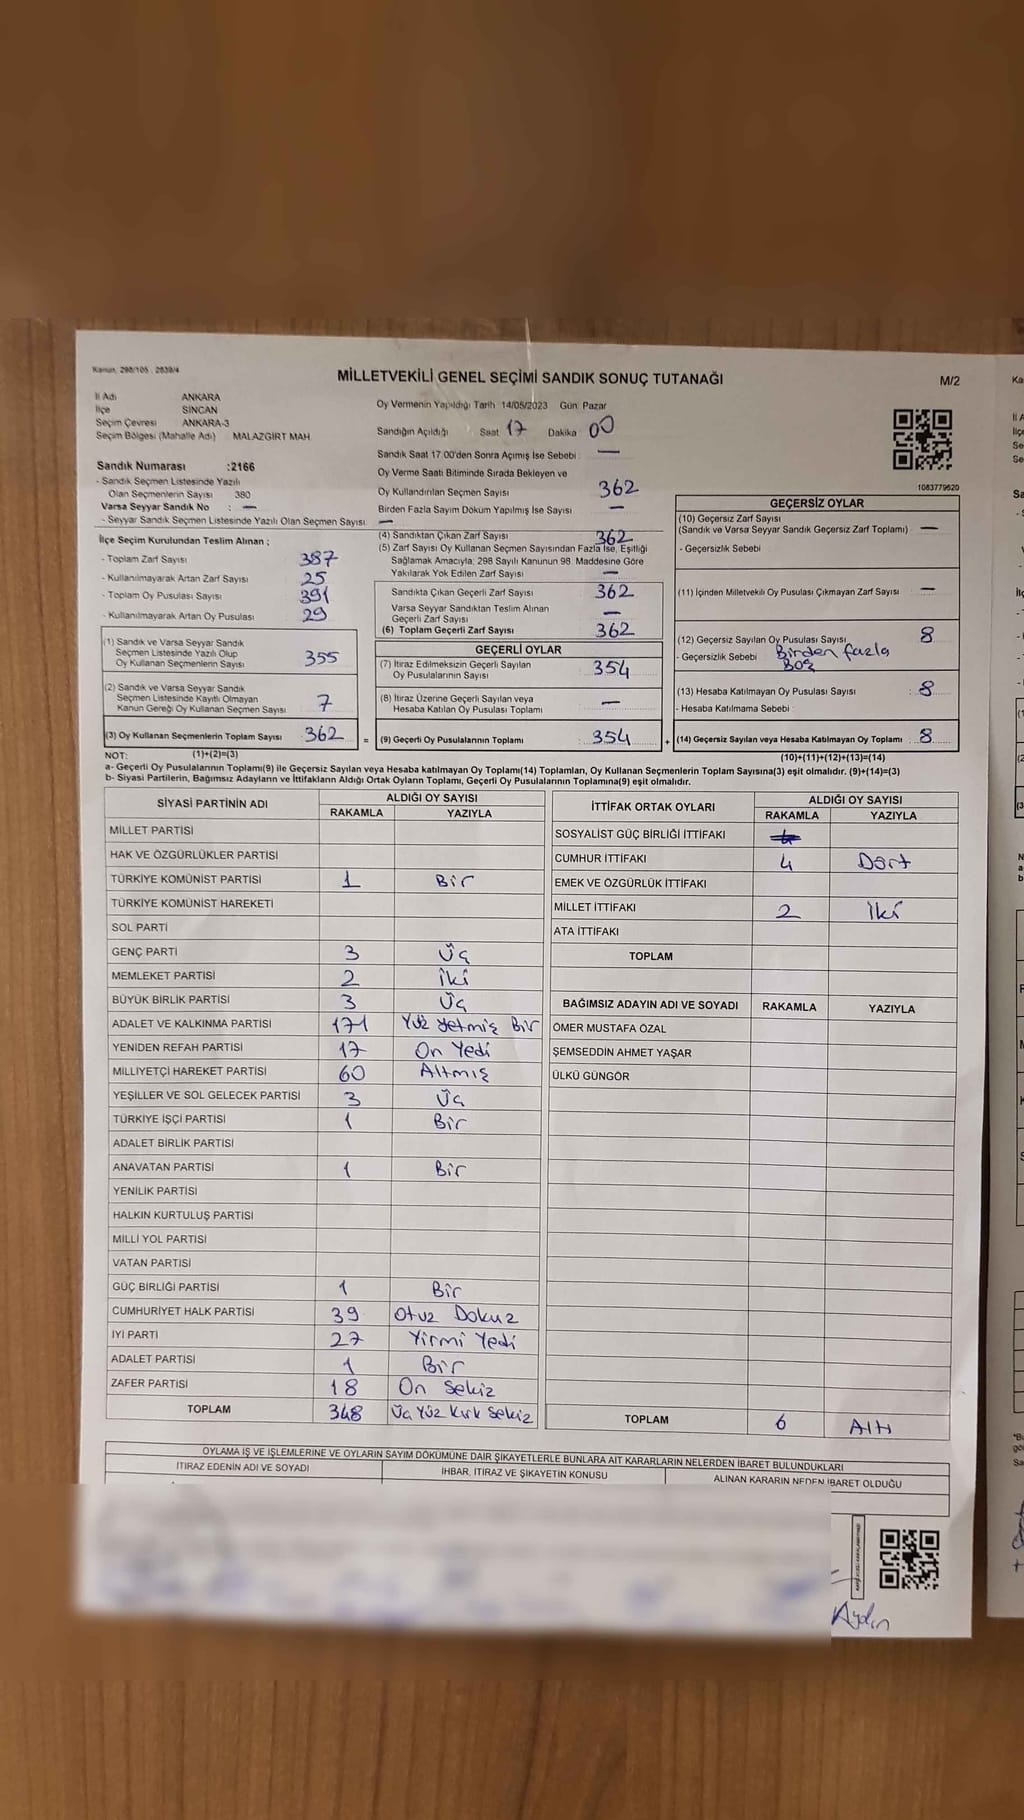 Kanun, 298/105 , 2839/4
MİLLETVEKİLİ GENEL SEÇİMİ SANDIK SONUÇ TUTANAĞI
M/2
İl Adı ANKARA
İlçe SİNCAN
Seçim Çevresi ANKARA-3
Seçim Bölgesi (Mahalle Adı) MALAZGİRT MAH.
Sandık Numarası :2166
- Sandık Seçmen Listesinde Yazılı
Olan Seçmenlerin Sayısı 380
Varsa Seyyar Sandık No : —
- Seyyar Sandık Seçmen Listesinde Yazılı Olan Seçmen Sayısı: —
İlçe Seçim Kurulundan Teslim Alınan ;
- Toplam Zarf Sayısı 387
- Kullanılmayarak Artan Zarf Sayısı 25
- Toplam Oy Pusulası Sayısı 391
- Kullanılmayarak Artan Oy Pusulası 29
(1) Sandık ve Varsa Seyyar Sandık
Seçmen Listesinde Yazılı Olup
Oy Kullanan Seçmenlerin Sayısı 355
(2) Sandık ve Varsa Seyyar Sandık
Seçmen Listesinde Kayıtlı Olmayan
Kanun Gereği Oy Kullanan Seçmen Sayısı 7
(3) Oy Kullanan Seçmenlerin Toplam Sayısı 362
Oy Vermenin Yapıldığı Tarih 14/05/2023 Gün Pazar
Sandığın Açıldığı Saat 17 Dakika 00
Sandık Saat 17:00'den Sonra Açımış İse Sebebi : —
Oy Verme Saati Bitiminde Sırada Bekleyen ve
Oy Kullandırılan Seçmen Sayısı 362
Birden Fazla Sayım Döküm Yapılmış İse Sayısı —
(4) Sandıktan Çıkan Zarf Sayısı 362
(5) Zarf Sayısı Oy Kullanan Seçmen Sayısından Fazla İse, Eşitliği
Sağlamak Amacıyla; 298 Sayılı Kanunun 98. Maddesine Göre
Yakılarak Yok Edilen Zarf Sayısı —
Sandıkta Çıkan Geçerli Zarf Sayısı 362
Varsa Seyyar Sandıktan Teslim Alınan
Geçerli Zarf Sayısı —
(6) Toplam Geçerli Zarf Sayısı 362
GEÇERLİ OYLAR
(7) İtiraz Edilmeksizin Geçerli Sayılan
Oy Pusulalarının Sayısı 354
(8) İtiraz Üzerine Geçerli Sayılan veya
Hesaba Katılan Oy Pusulası Toplamı —
= (9) Geçerli Oy Pusulalarının Toplamı 354
1083779620
GEÇERSİZ OYLAR
(10) Geçersiz Zarf Sayısı
(Sandık ve Varsa Seyyar Sandık Geçersiz Zarf Toplamı) —
- Geçersizlik Sebebi
(11) İçinden Milletvekili Oy Pusulası Çıkmayan Zarf Sayısı —
(12) Geçersiz Sayılan Oy Pusulası Sayısı 8
- Geçersizlik Sebebi Birden fazla
Boş
(13) Hesaba Katılmayan Oy Pusulası Sayısı : 8
- Hesaba Katılmama Sebebi :
+ (14) Geçersiz Sayılan veya Hesaba Katılmayan Oy Toplamı : 8
NOT: (1)+(2)=(3) (10)+(11)+(12)+(13)=(14)
a- Geçerli Oy Pusulalarının Toplamı(9) ile Geçersiz Sayılan veya Hesaba katılmayan Oy Toplamı(14) Toplamları, Oy Kullanan Seçmenlerin Toplam Sayısına(3) eşit olmalıdır. (9)+(14)=(3)
b- Siyasi Partilerin, Bağımsız Adayların ve İttifakların Aldığı Ortak Oyların Toplamı, Geçerli Oy Pusulalarının Toplamına(9) eşit olmalıdır.
SİYASİ PARTİNİN ADI ALDIĞI OY SAYISI
RAKAMLA YAZIYLA
MİLLET PARTİSİ
HAK VE ÖZGÜRLÜKLER PARTİSİ
TÜRKİYE KOMÜNİST PARTİSİ 1 Bir
TÜRKİYE KOMÜNİST HAREKETİ
SOL PARTİ
GENÇ PARTİ 3 Üç
MEMLEKET PARTİSİ 2 İki
BÜYÜK BİRLİK PARTİSİ 3 Üç
ADALET VE KALKINMA PARTİSİ 171 Yüz Yetmiş Bir
YENİDEN REFAH PARTİSİ 17 On Yedi
MİLLİYETÇİ HAREKET PARTİSİ 60 Altmış
YEŞİLLER VE SOL GELECEK PARTİSİ 3 Üç
TÜRKİYE İŞÇİ PARTİSİ 1 Bir
ADALET BİRLİK PARTİSİ
ANAVATAN PARTİSİ 1 Bir
YENİLİK PARTİSİ
HALKIN KURTULUŞ PARTİSİ
MİLLİ YOL PARTİSİ
VATAN PARTİSİ
GÜÇ BİRLİĞİ PARTİSİ 1 Bir
CUMHURİYET HALK PARTİSİ 39 Otuz Dokuz
İYİ PARTİ 27 Yirmi Yedi
ADALET PARTİSİ 1 Bir
ZAFER PARTİSİ 18 On Sekiz
TOPLAM 348 Üç Yüz Kırk Sekiz
İTTİFAK ORTAK OYLARI ALDIĞI OY SAYISI
RAKAMLA YAZIYLA
SOSYALİST GÜÇ BİRLİĞİ İTTİFAKI
CUMHUR İTTİFAKI 4 Dört
EMEK VE ÖZGÜRLÜK İTTİFAKI
MİLLET İTTİFAKI 2 İki
ATA İTTİFAKI
TOPLAM
BAĞIMSIZ ADAYIN ADI VE SOYADI RAKAMLA YAZIYLA
ÖMER MUSTAFA ÖZAL
ŞEMSEDDİN AHMET YAŞAR
ÜLKÜ GÜNGÖR
TOPLAM 6 Altı
OYLAMA İŞ VE İŞLEMLERİNE VE OYLARIN SAYIM DÖKÜMÜNE DAİR ŞİKAYETLERLE BUNLARA AİT KARARLARIN NELERDEN İBARET BULUNDUKLARI
İTİRAZ EDENİN ADI VE SOYADI İHBAR, İTİRAZ VE ŞİKAYETİN KONUSU ALINAN KARARIN NEDEN İBARET OLDUĞU
Aydın